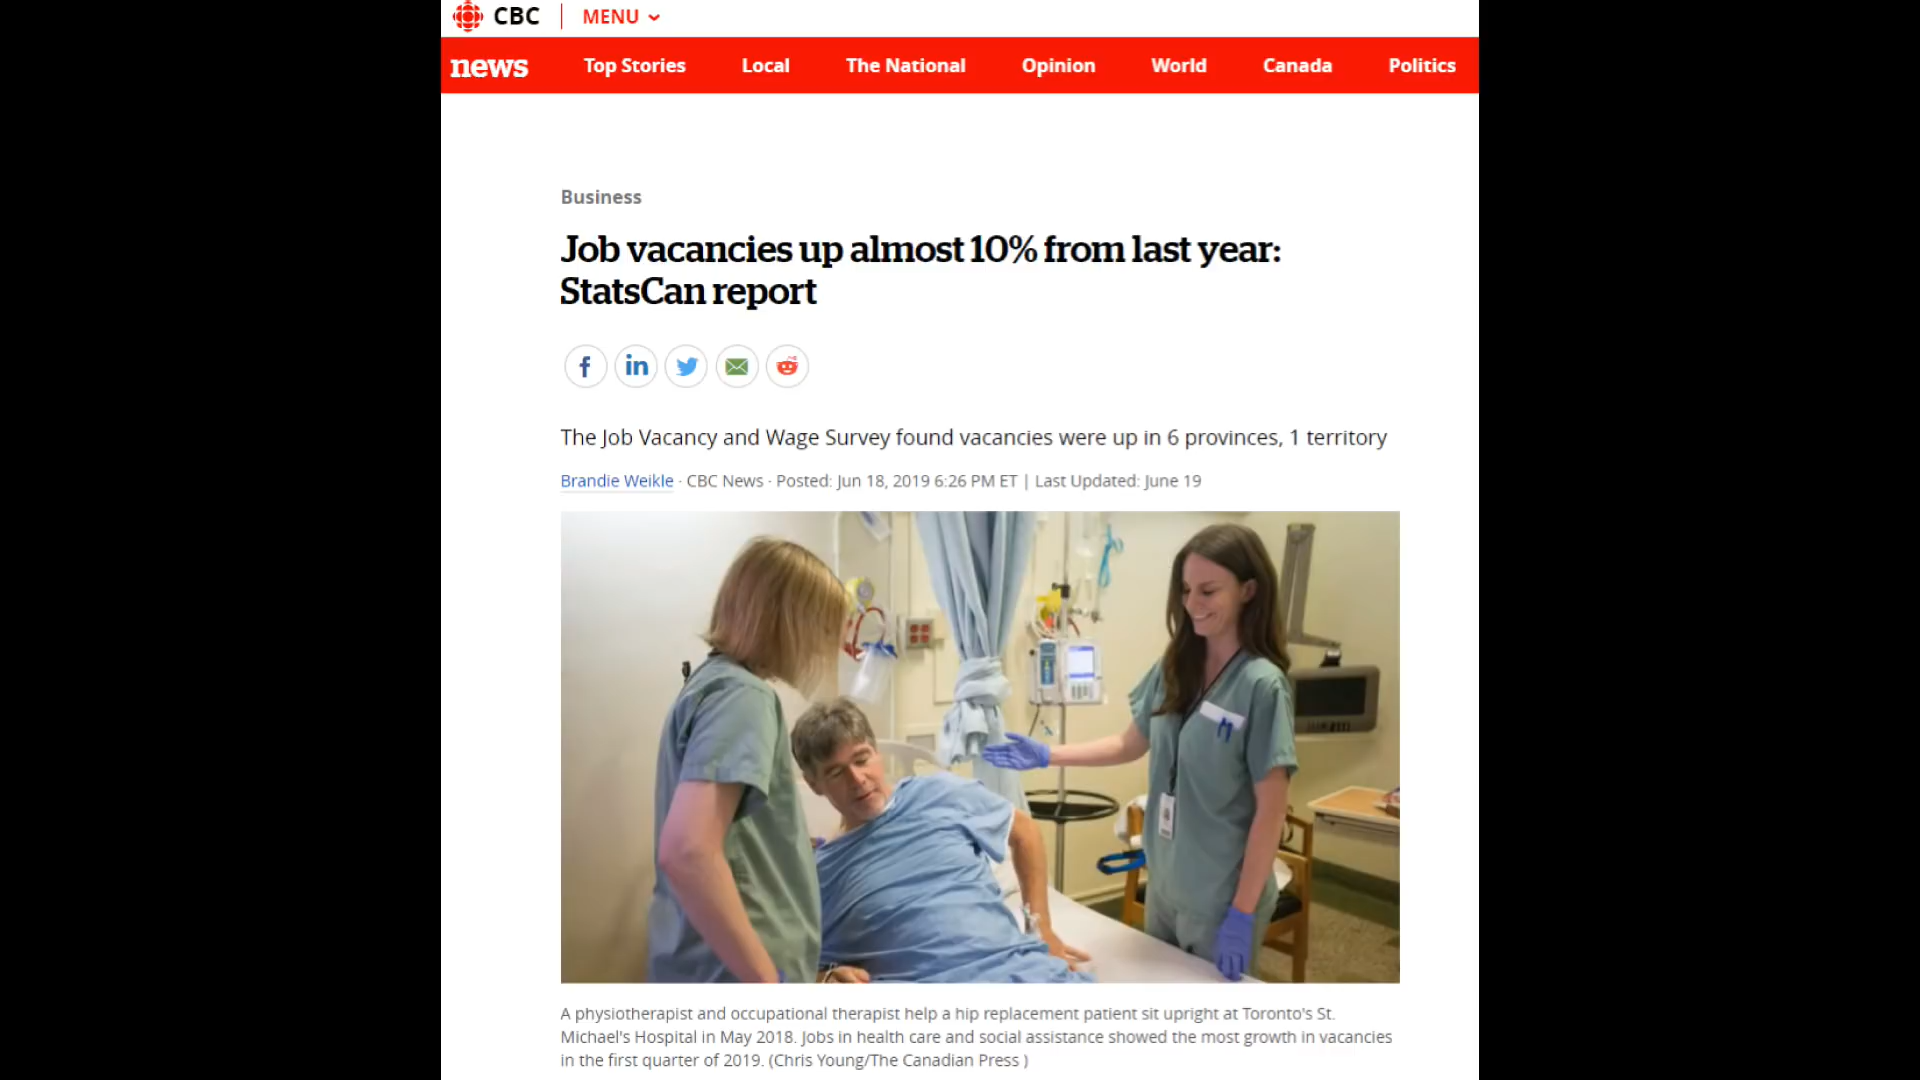 CBC MENU
news Top Stories Local The National Opinion World Canada Politics
Business
Job vacancies up almost 10% from last year:
StatsCan report
The Job Vacancy and Wage Survey found vacancies were up in 6 provinces, 1 territory
Brandie Weikle · CBC News · Posted: Jun 18, 2019 6:26 PM ET | Last Updated: June 19
A physiotherapist and occupational therapist help a hip replacement patient sit upright at Toronto's St.
Michael's Hospital in May 2018. Jobs in health care and social assistance showed the most growth in vacancies
in the first quarter of 2019. (Chris Young/The Canadian Press )